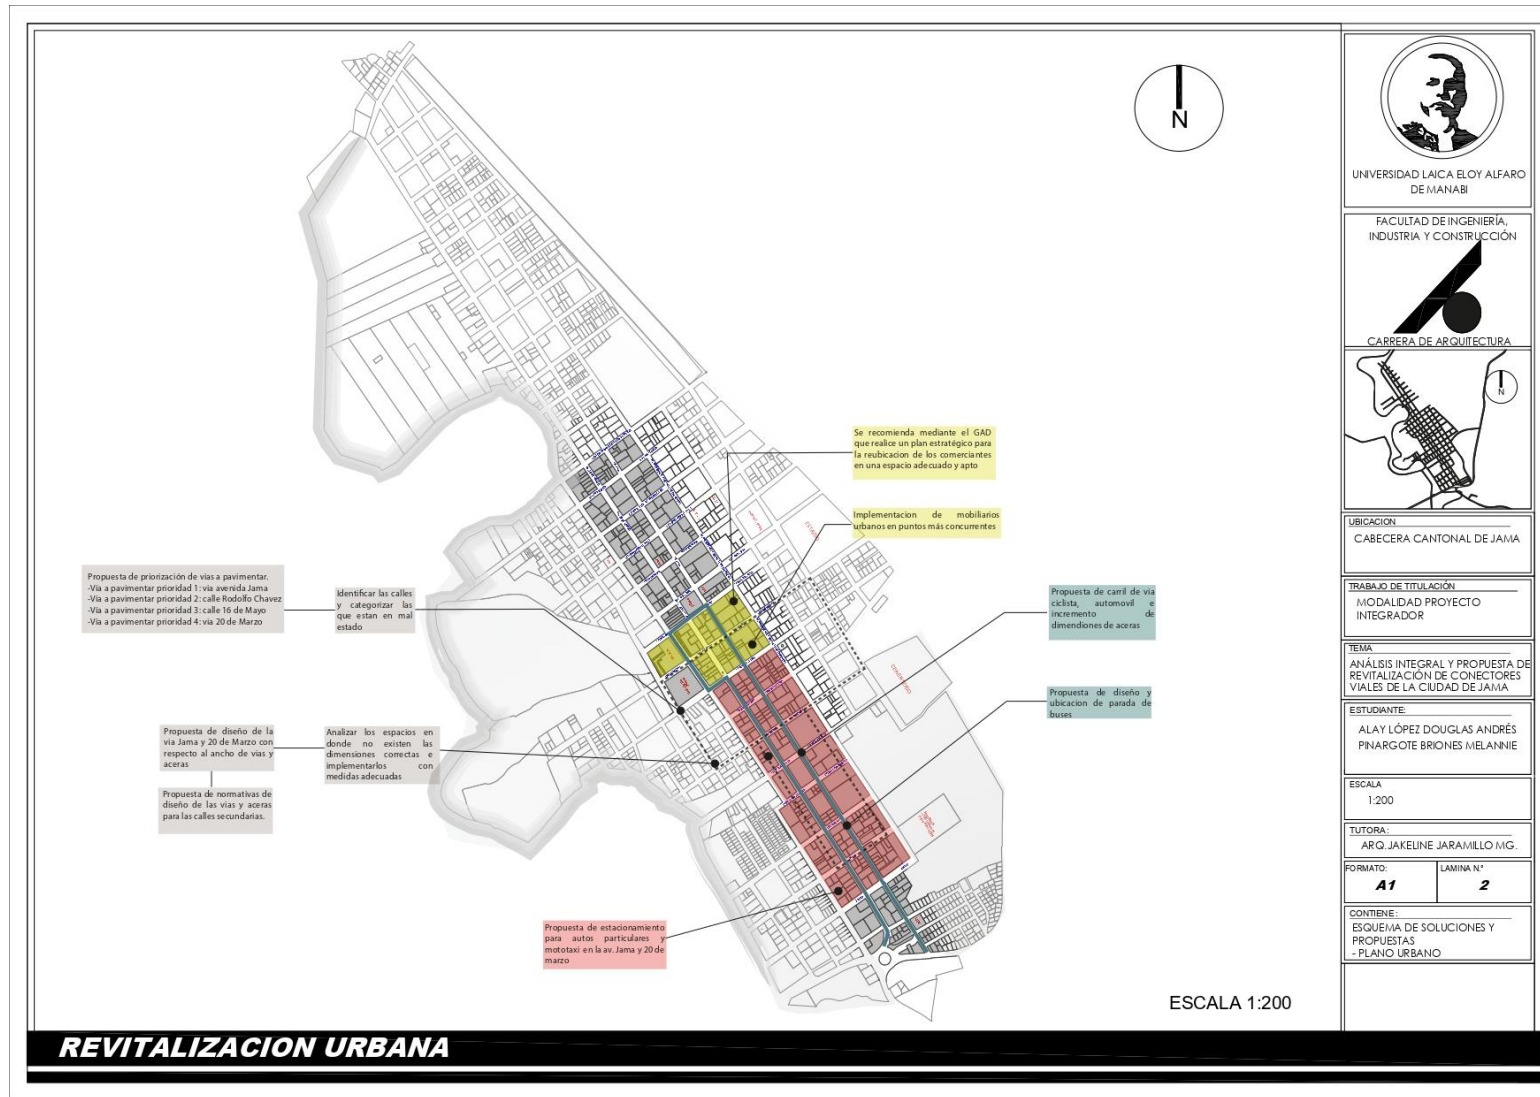 N
Se recomienda mediante el GAD
que realice un plan estratégico para
la reubicacion de los comerciantes
en una espacio adecuado y apto
Implementacion de mobiliarios
urbanos en puntos más concurrentes
Propuesta de priorización de vias a pavimentar.
-Vía a pavimentar prioridad 1: via avenida Jama
-Vía a pavimentar prioridad 2: calle Rodolfo Chavez
-Vía a pavimentar prioridad 3: calle 16 de Mayo
-Vía a pavimentar prioridad 4: via 20 de Marzo
Identificar las calles
y categorizar las
que estan en mal
estado
Propuesta de carril de via
ciclista, automovil e
incremento de
dimendiones de aceras
Propuesta de diseño y
ubicacion de parada de
buses
Propuesta de diseño de la
via Jama y 20 de Marzo con
respecto al ancho de vias y
aceras
Analizar los espacios en
donde no existen las
dimensiones correctas e
implementarlos con
medidas adecuadas
Propuesta de normativas de
diseño de las vias y aceras
para las calles secundarias.
Propuesta de estacionamiento
para autos particulares y
mototaxi en la av. Jama y 20 de
marzo
ESCALA 1:200
REVITALIZACION URBANA
UNIVERSIDAD LAICA ELOY ALFARO
DE MANABI
FACULTAD DE INGENIERÍA,
INDUSTRIA Y CONSTRUCCIÓN
CARRERA DE ARQUITECTURA
N
UBICACION
CABECERA CANTONAL DE JAMA
TRABAJO DE TITULACIÓN
MODALIDAD PROYECTO
INTEGRADOR
TEMA
ANÁLISIS INTEGRAL Y PROPUESTA DE
REVITALIZACIÓN DE CONECTORES
VIALES DE LA CIUDAD DE JAMA
ESTUDIANTE:
ALAY LÓPEZ DOUGLAS ANDRÉS
PINARGOTE BRIONES MELANNIE
ESCALA
1:200
TUTORA:
ARQ. JAKELINE JARAMILLO MG.
FORMATO:
A1
LAMINA N.°
2
CONTIENE:
ESQUEMA DE SOLUCIONES Y
PROPUESTAS
- PLANO URBANO